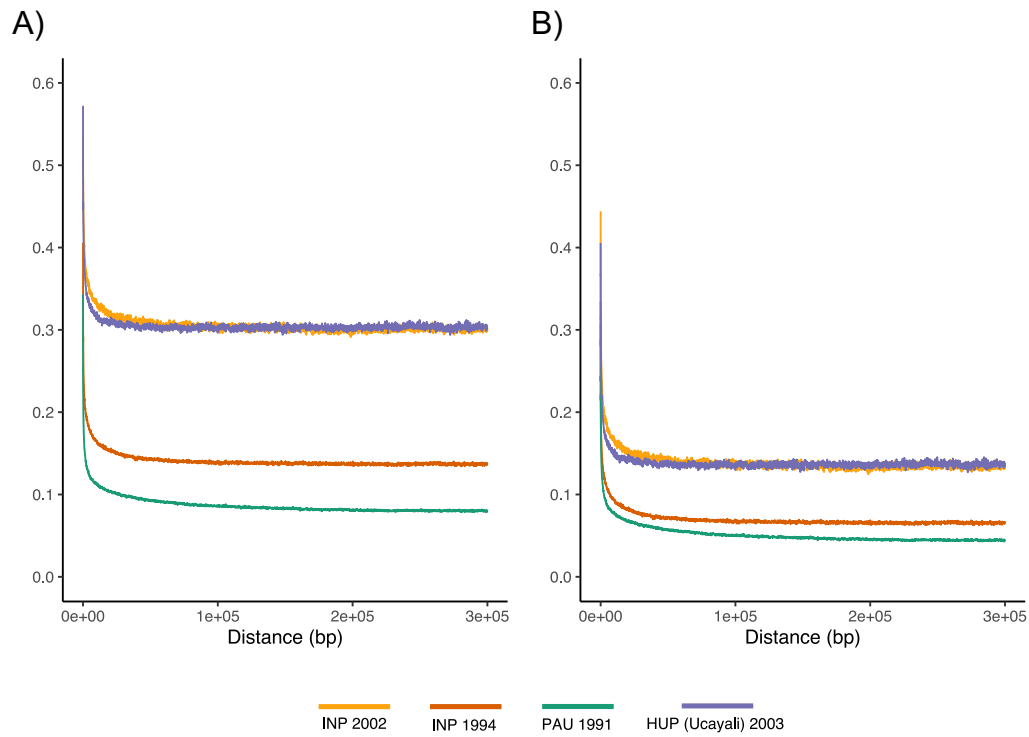 A)
B)
0.6
0.5
0.4
0.3
0.2
0.1
0.0
0e+00
1e+05
2e+05
3e+05
Distance (bp)
0.6
0.5
0.4
0.3
0.2
0.1
0.0
0e+00
1e+05
2e+05
3e+05
Distance (bp)
INP 2002
INP 1994
PAU 1991
HUP (Ucayali) 2003